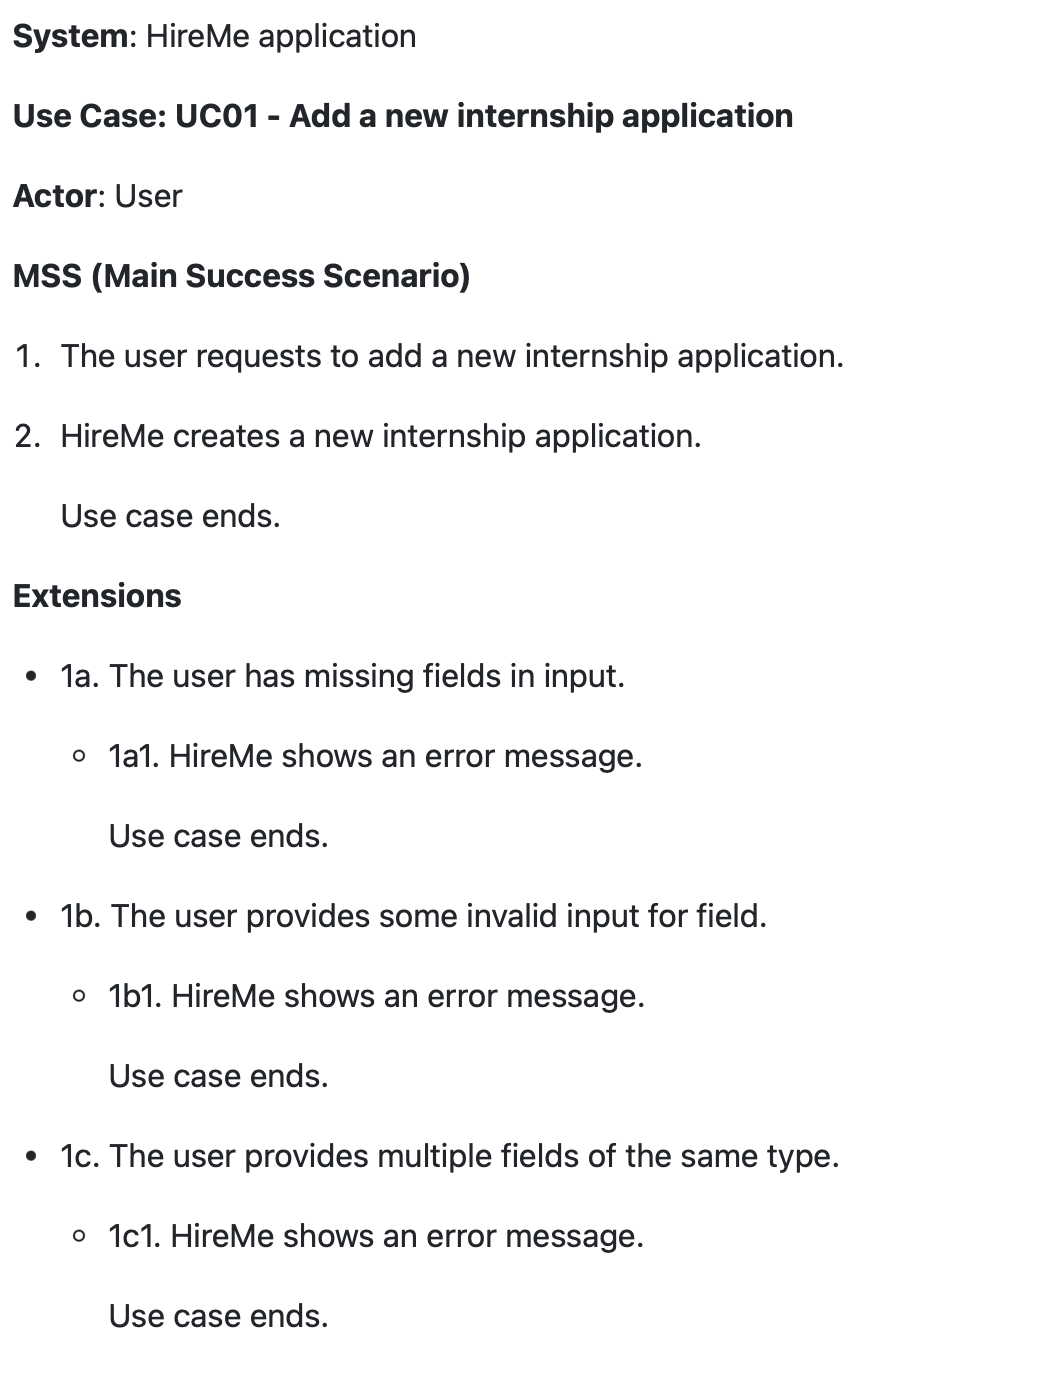 System: HireMe application
Use Case: UC01 - Add a new internship application
Actor: User
MSS (Main Success Scenario)
1. The user requests to add a new internship application.
2. HireMe creates a new internship application.
Use case ends.
Extensions
• 1a. The user has missing fields in input.
○ 1a1. HireMe shows an error message.
Use case ends.
• 1b. The user provides some invalid input for field.
○ 1b1. HireMe shows an error message.
Use case ends.
• 1c. The user provides multiple fields of the same type.
○ 1c1. HireMe shows an error message.
Use case ends.